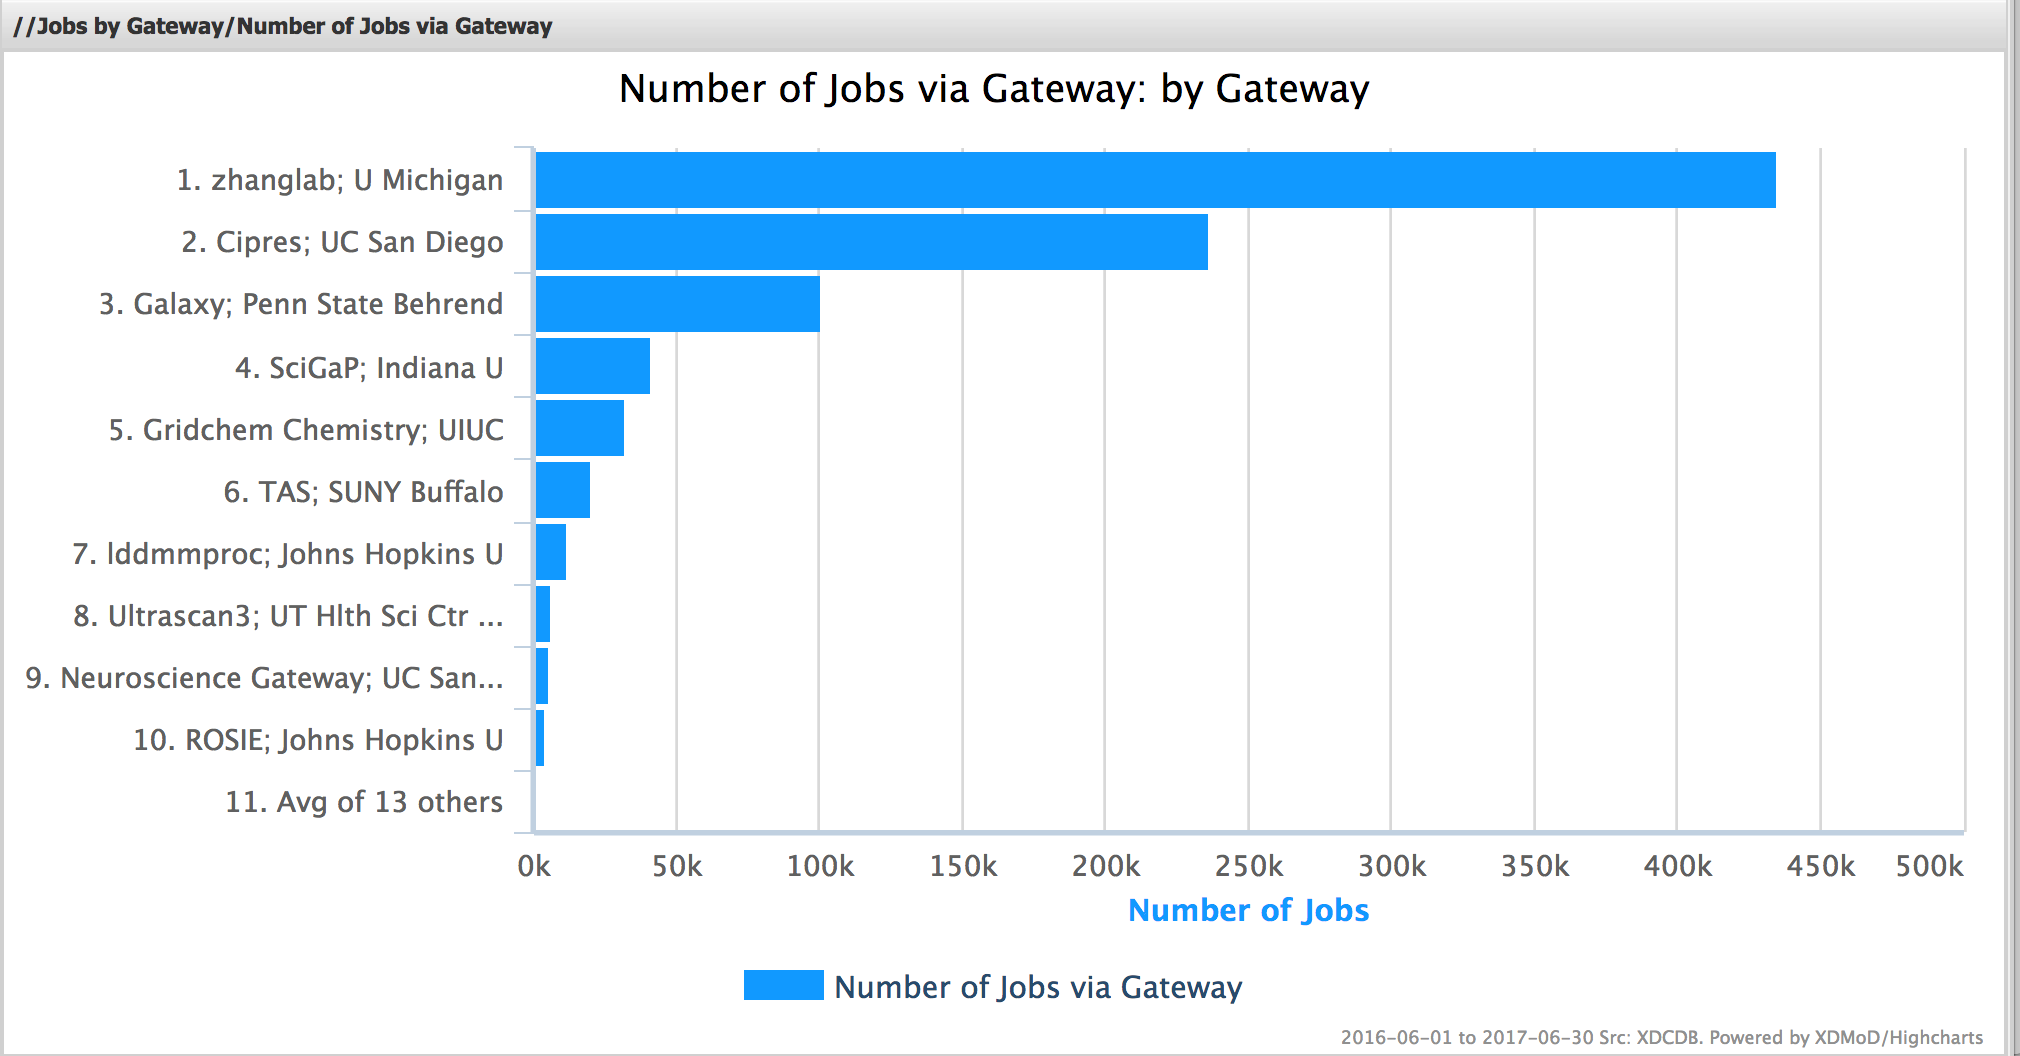 //Jobs by Gateway/Number of Jobs via Gateway
Number of Jobs via Gateway: by Gateway
1. zhanglab; U Michigan
2. Cipres; UC San Diego
3. Galaxy; Penn State Behrend
4. SciGaP; Indiana U
5. Gridchem Chemistry; UIUC
6. TAS; SUNY Buffalo
7. lddmmproc; Johns Hopkins U
8. Ultrascan3; UT Hlth Sci Ctr ...
9. Neuroscience Gateway; UC San...
10. ROSIE; Johns Hopkins U
11. Avg of 13 others
0k 50k 100k 150k 200k 250k 300k 350k 400k 450k 500k
Number of Jobs
Number of Jobs via Gateway
2016-06-01 to 2017-06-30 Src: XDCDB. Powered by XDMoD/Highcharts